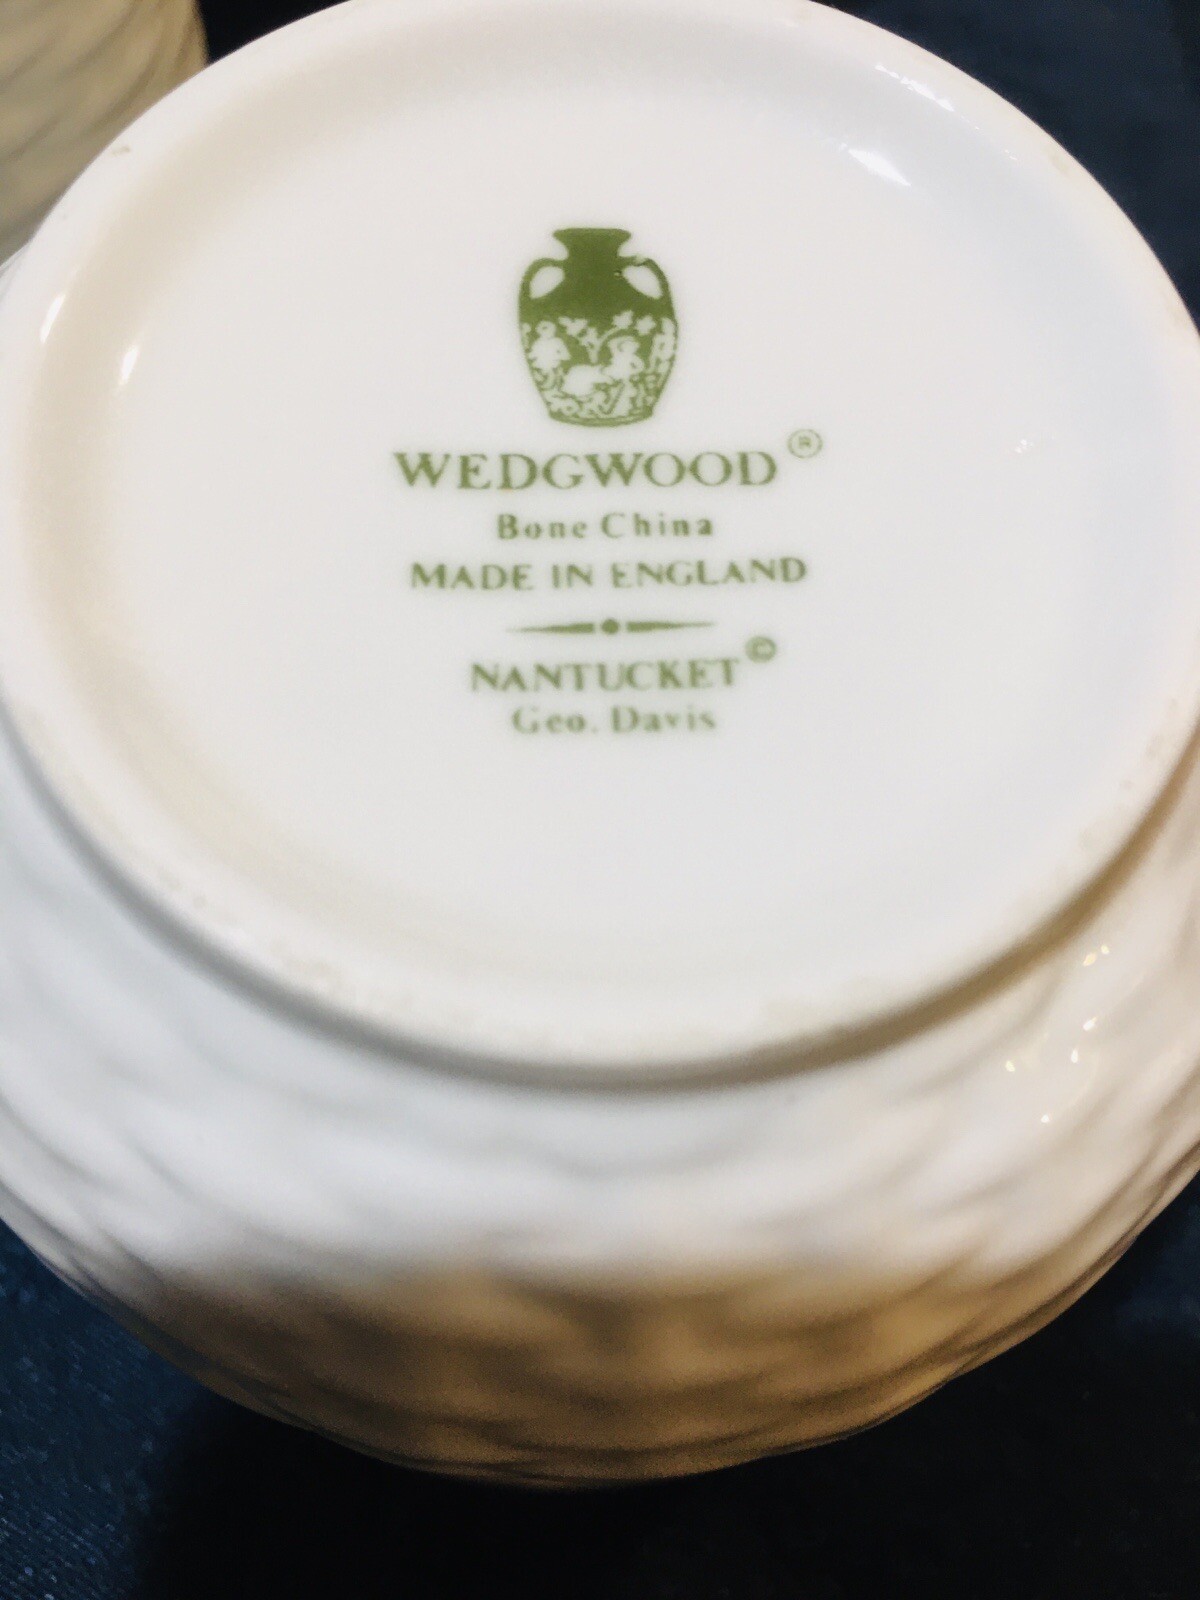 WEDGWOOD®
Bone China
MADE IN ENGLAND
NANTUCKET©
Geo. Davis